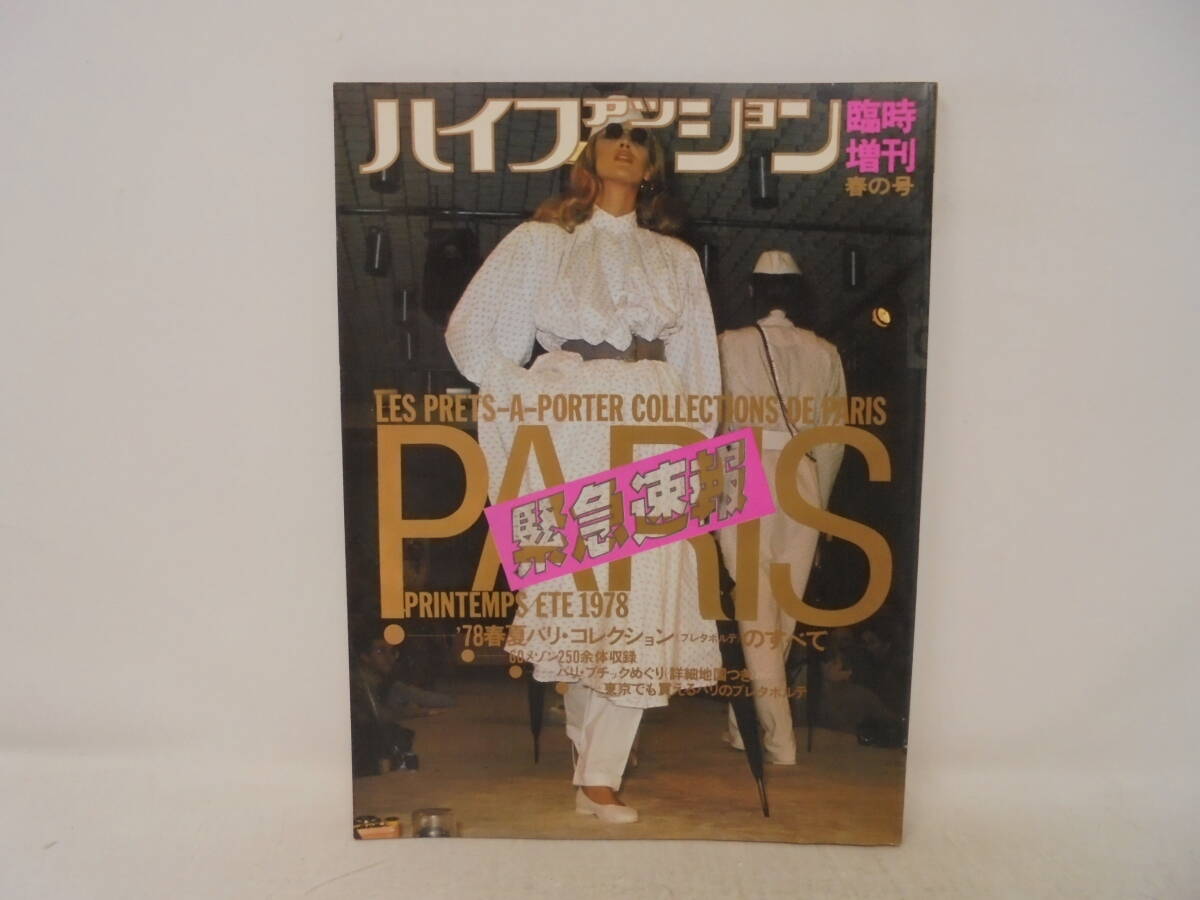 ハイファッション
臨時
増刊
春の号
LES PRETS-A-PORTER COLLECTIONS DE PARIS
PARIS
緊急速報
PRINTEMPS/ETE 1978
'78春夏パリ・コレクション(プレタポルテ)のすべて
68メゾン250余体収録
パリ・ブチックめぐり(詳細地図つき)
東京でも買えるパリのプレタポルテ